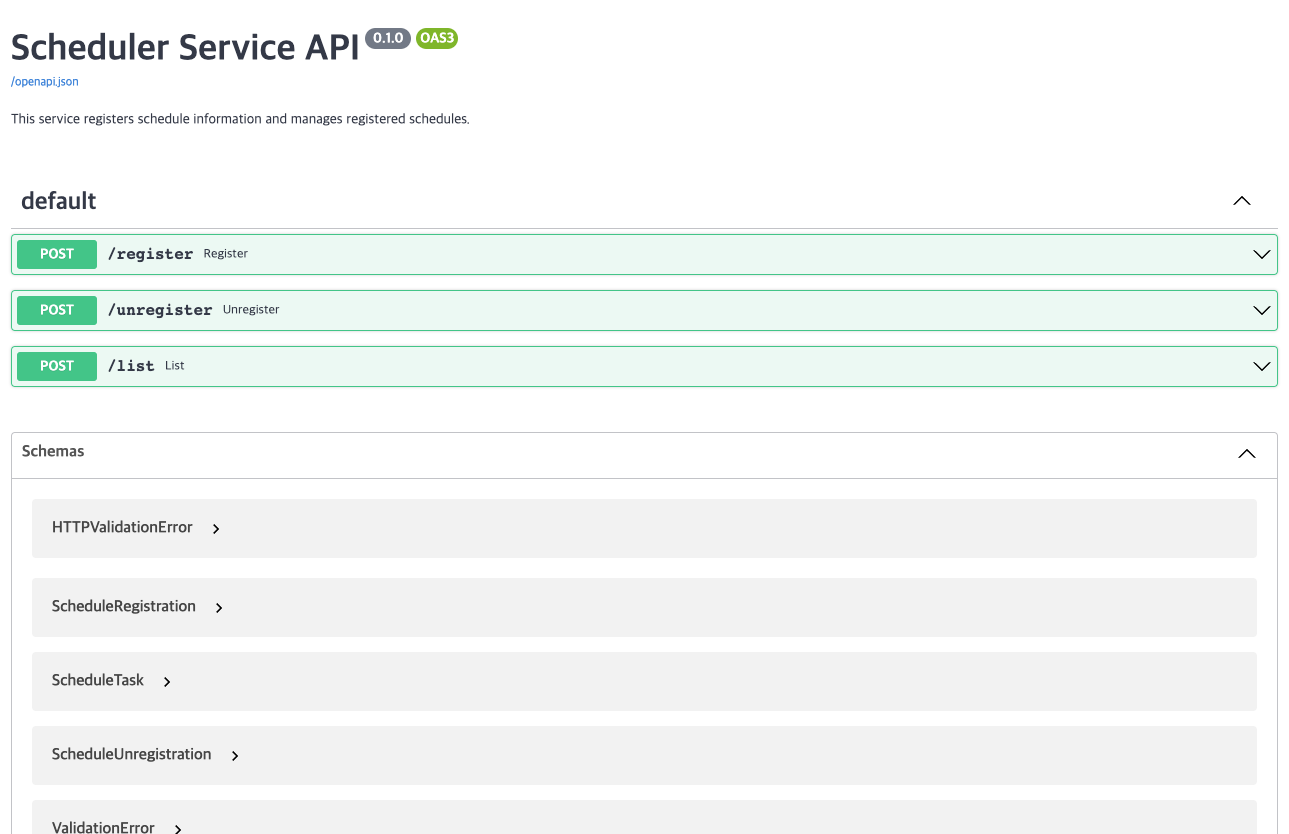 Scheduler Service API 0.1.0 OAS3
/openapi.json
This service registers schedule information and manages registered schedules.
default
POST /register Register
POST /unregister Unregister
POST /list List
Schemas
HTTPValidationError
ScheduleRegistration
ScheduleTask
ScheduleUnregistration
ValidationError